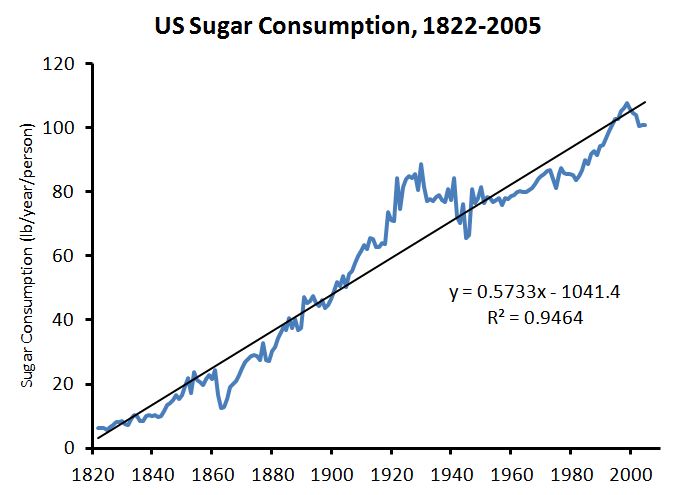 US Sugar Consumption, 1822-2005
Sugar Consumption (lb/year/person)
120
100
80
60
40
20
0
y = 0.5733x - 1041.4
R² = 0.9464
1820 1840 1860 1880 1900 1920 1940 1960 1980 2000